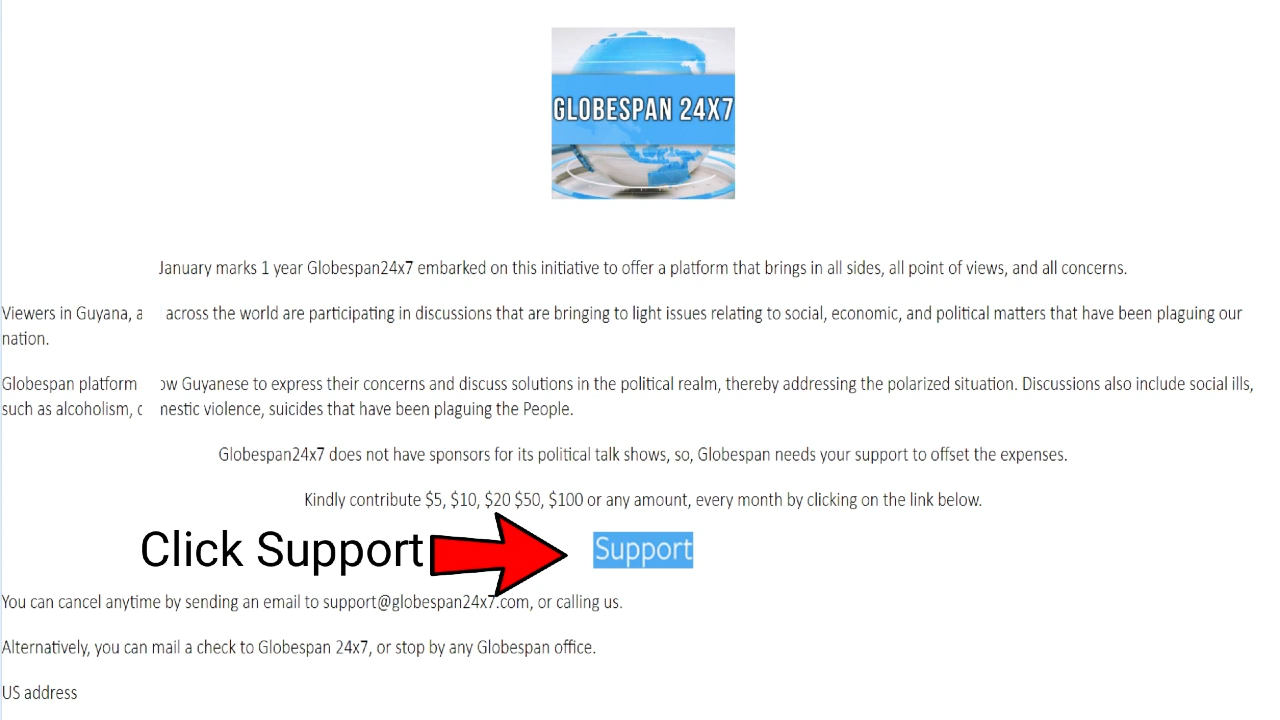 GLOBESPAN 24X7
January marks 1 year Globespan24x7 embarked on this initiative to offer a platform that brings in all sides, all point of views, and all concerns.
Viewers in Guyana, a across the world are participating in discussions that are bringing to light issues relating to social, economic, and political matters that have been plaguing our
nation.
Globespan platform ow Guyanese to express their concerns and discuss solutions in the political realm, thereby addressing the polarized situation. Discussions also include social ills,
such as alcoholism, nestic violence, suicides that have been plaguing the People.
Globespan24x7 does not have sponsors for its political talk shows, so, Globespan needs your support to offset the expenses.
Kindly contribute $5, $10, $20 $50, $100 or any amount, every month by clicking on the link below.
Click Support Support
You can cancel anytime by sending an email to support@globespan24x7.com, or calling us.
Alternatively, you can mail a check to Globespan 24x7, or stop by any Globespan office.
US address